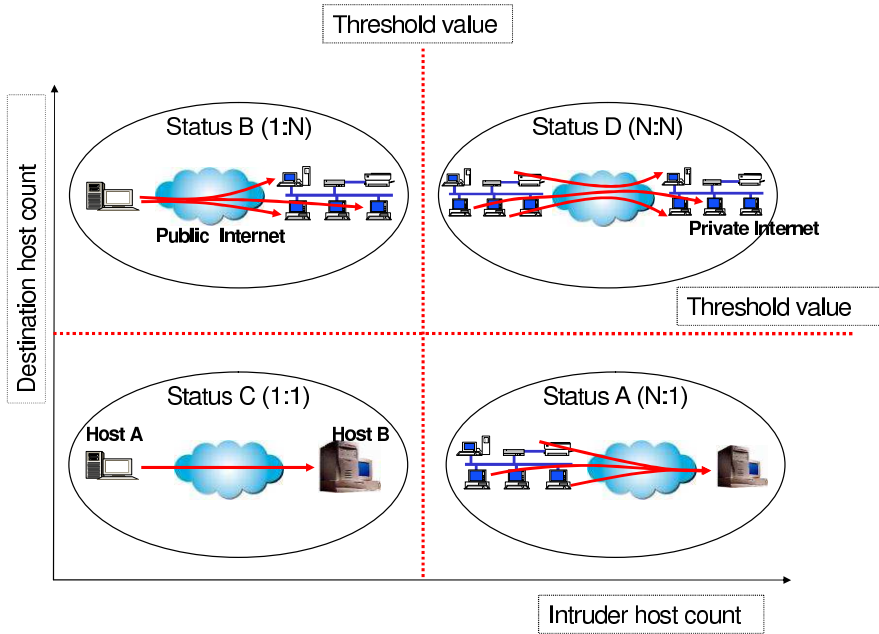 Threshold value
Destination host count
Status B (1:N)
Public Internet
Status D (N:N)
Private Internet
Threshold value
Status C (1:1)
Host A
Host B
Status A (N:1)
Intruder host count